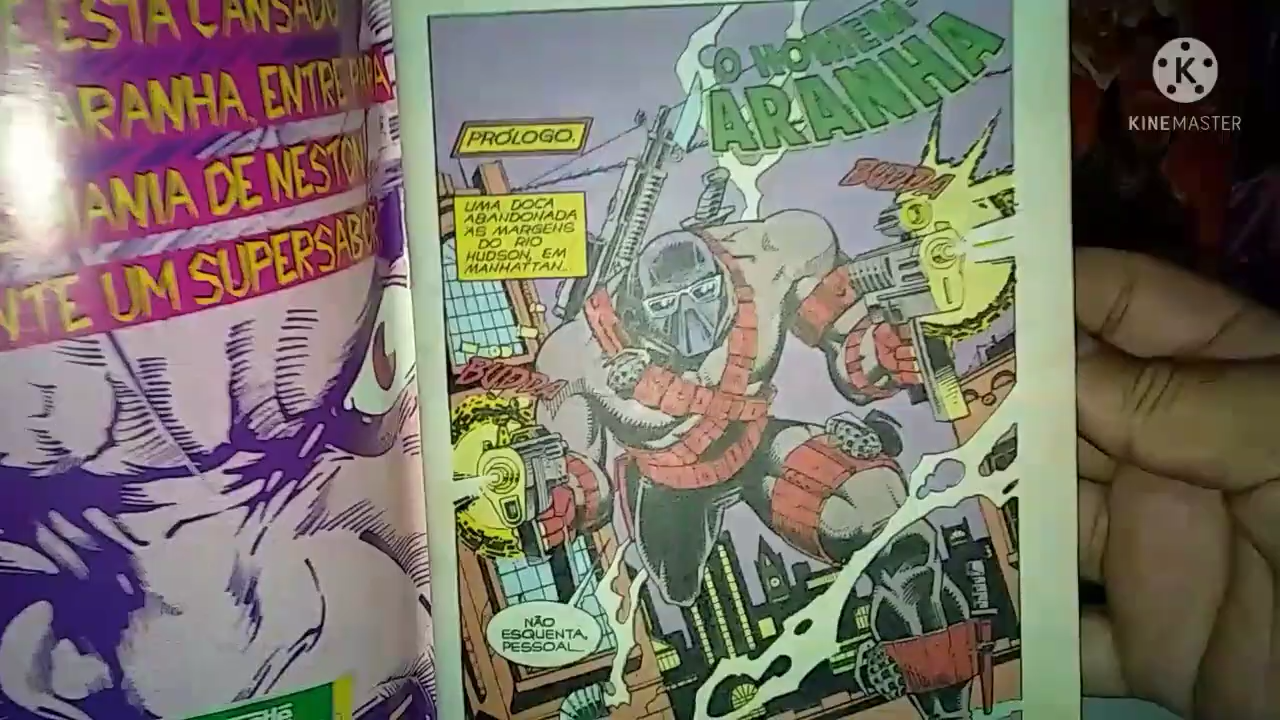 E ESTÁ CANSADO
ARANHA, ENTRE PARA
MANIA DE NESTON
NTE UM SUPERSABOR
O HOMEM-
ARANHA
PRÓLOGO.
UMA DOCA
ABANDONADA
ÀS MARGENS
DO RIO
HUDSON, EM
MANHATTAN...
BUDDA
BUDDA
NÃO
ESQUENTA,
PESSOAL...
K
KINEMASTER